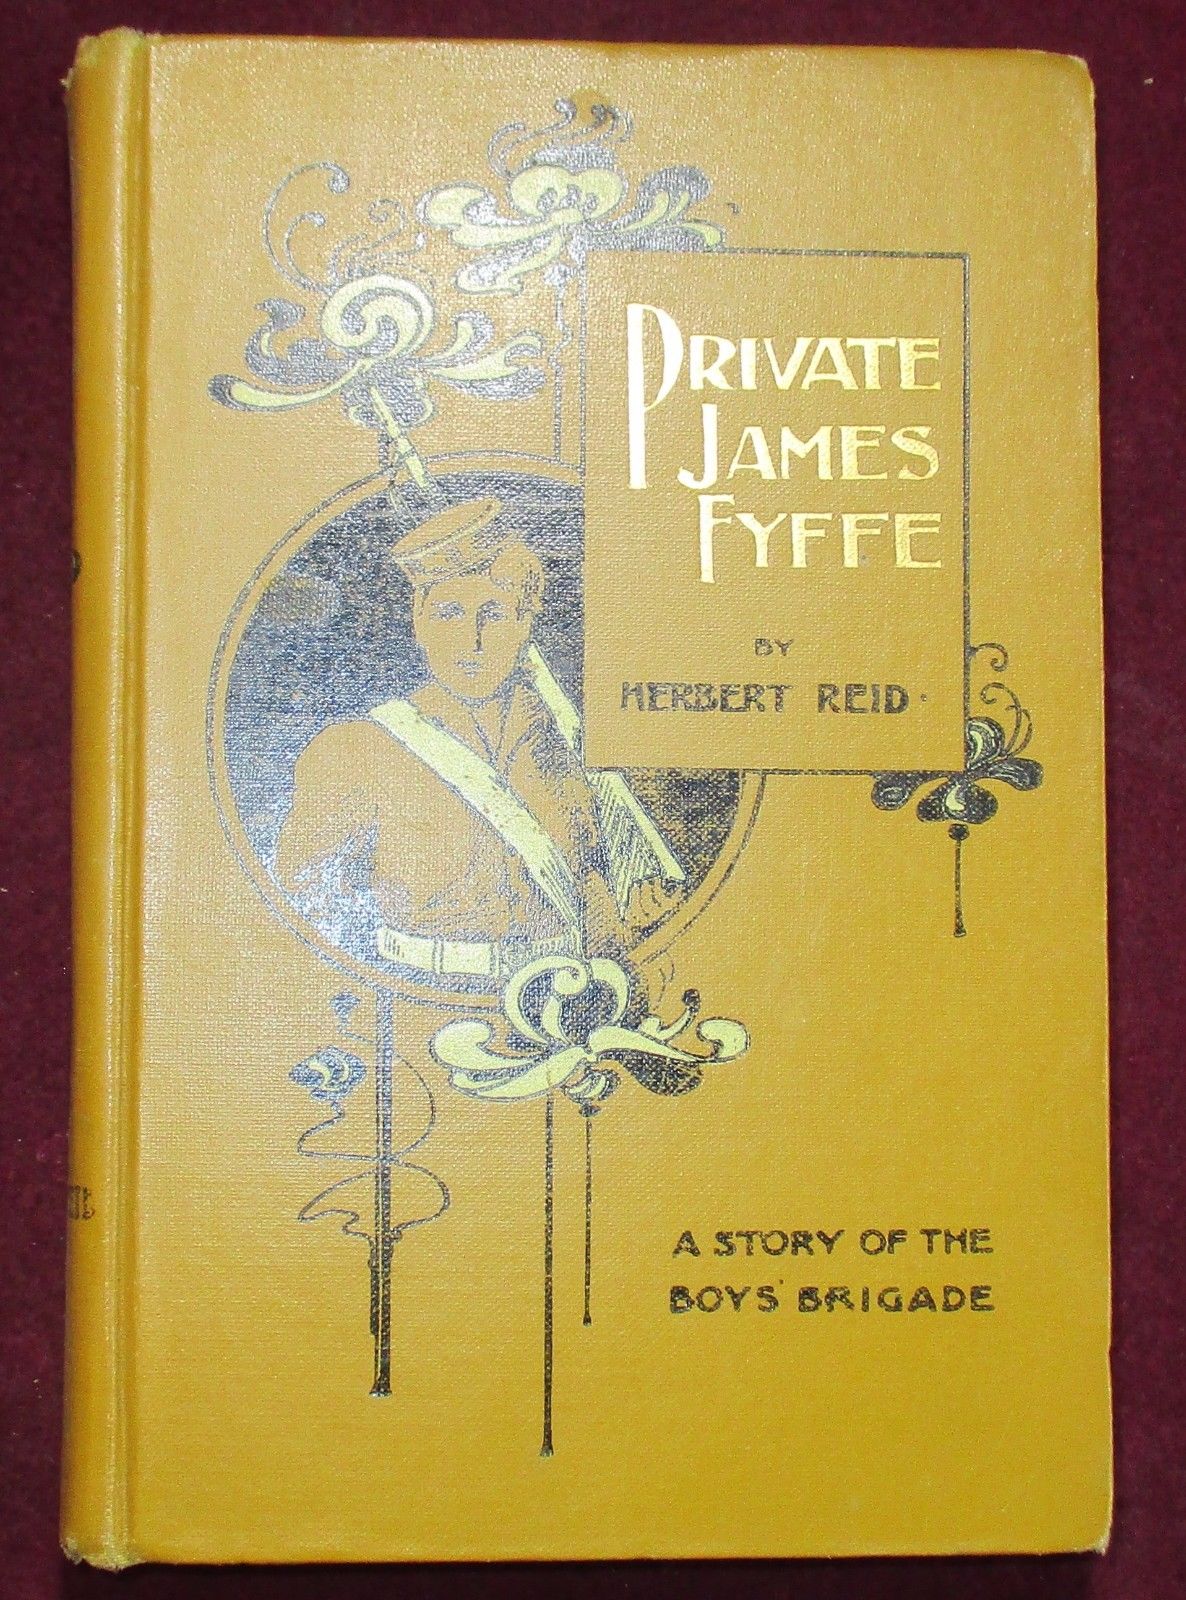 PRIVATE
JAMES
FYFFE
BY
HERBERT REID.
A STORY OF THE
BOYS' BRIGADE